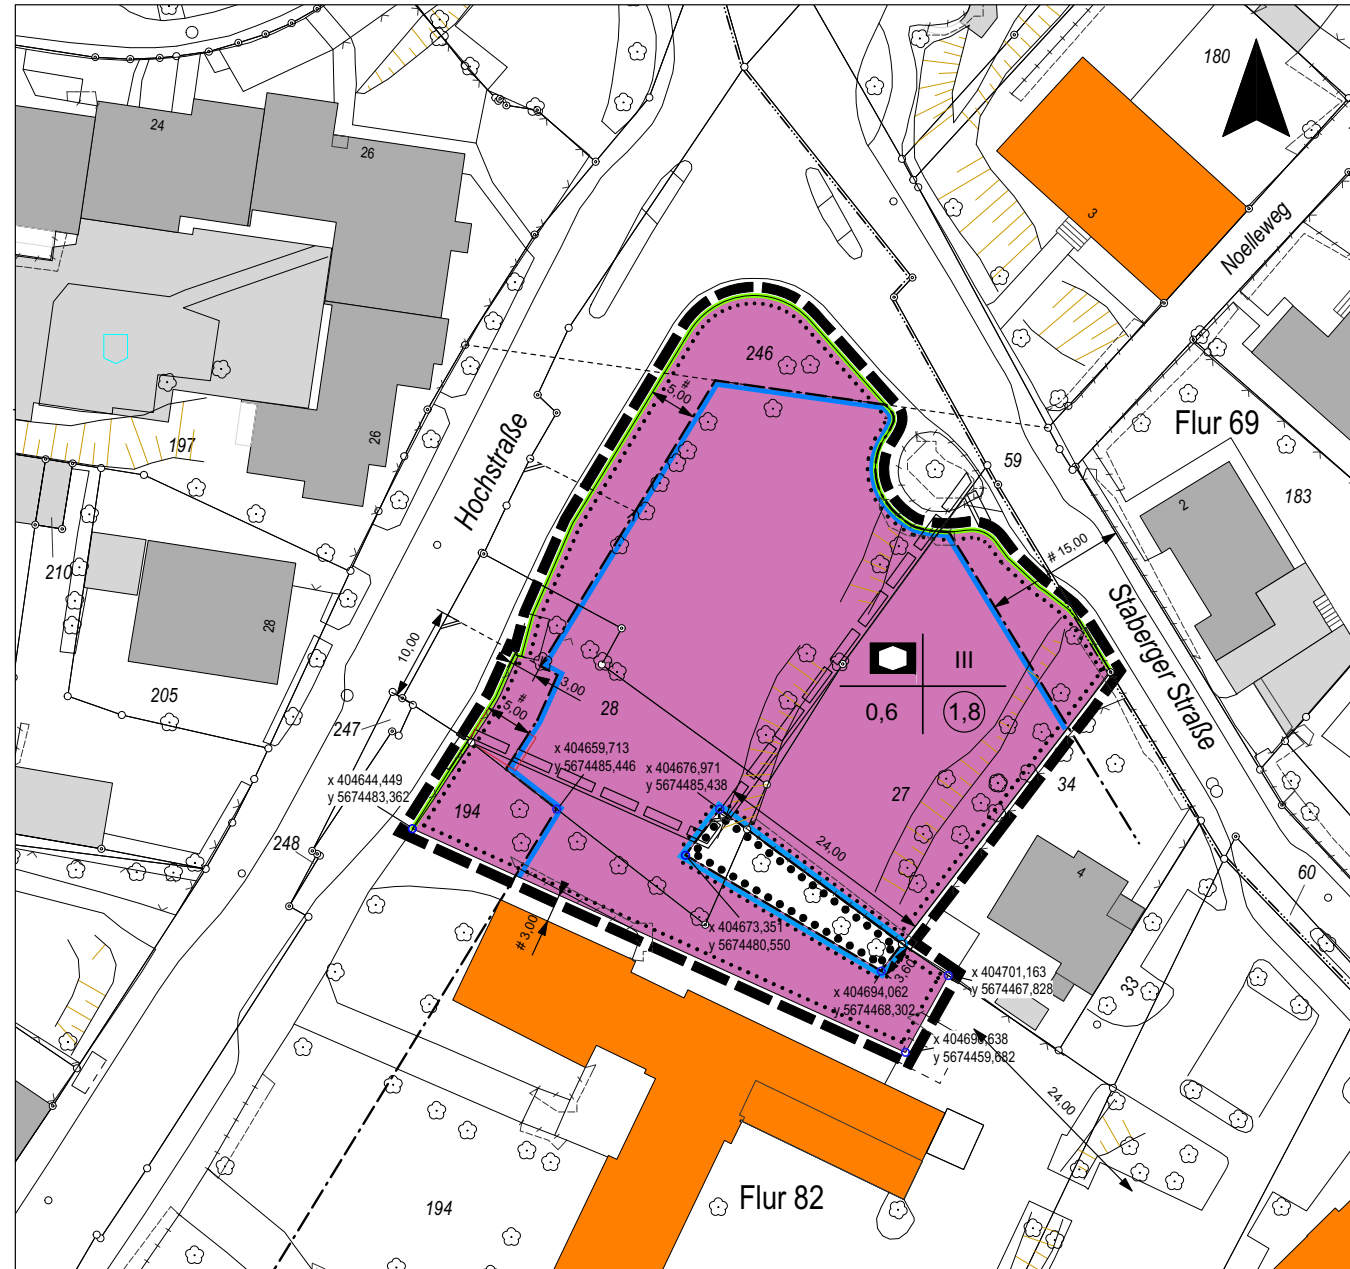 180
24
26
3
Noelleweg
246
# 5,00
Hochstraße
59
Flur 69
197
26
2
183
# 15,00
210
28
Staberger Straße
III
0,6
1,8
10,00
3,00
# 5,00
28
205
247
x 404659,713
y 5674485,446
x 404676,971
y 5674485,438
x 404644,449
y 5674483,362
194
27
34
24,00
248
4
60
# 3,00
x 404673,351
y 5674480,550
3,60
x 404701,163
y 5674467,828
33
x 404694,062
y 5674468,302
y 5674459,682
24,00
194
Flur 82